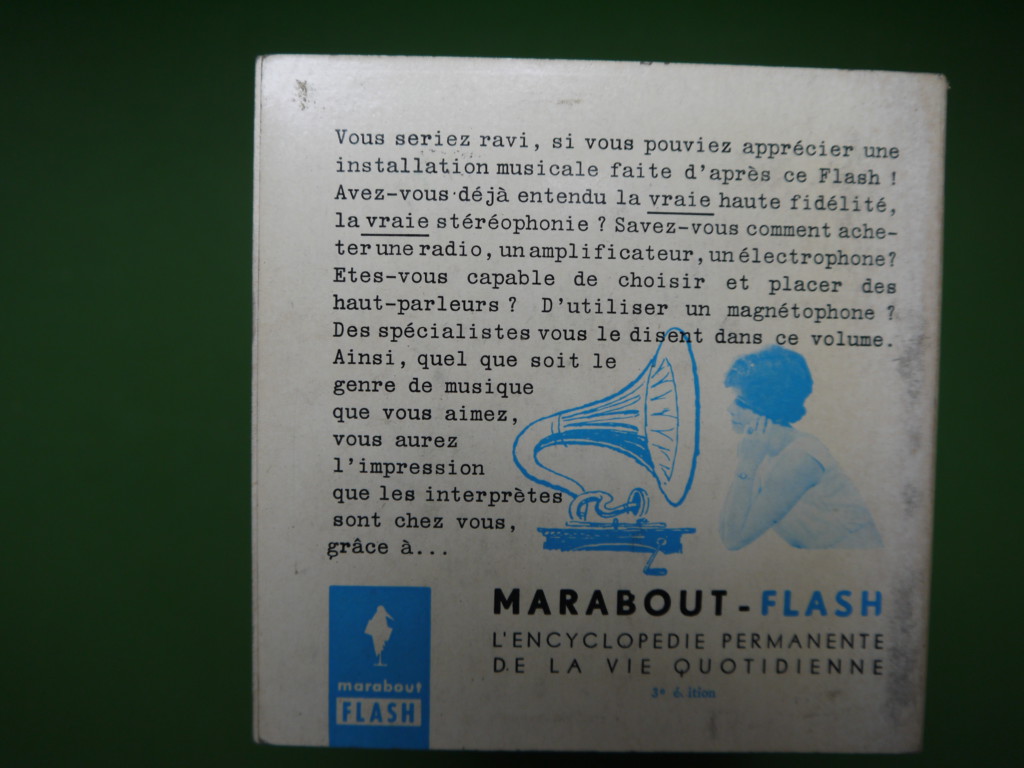 Vous seriez ravi, si vous pouviez apprécier une
installation musicale faite d'après ce Flash !
Avez-vous déjà entendu la vraie haute fidélité,
la vraie stéréophonie ? Savez-vous comment ache-
ter une radio, un amplificateur, un électrophone?
Etes-vous capable de choisir et placer des
haut-parleurs ? D'utiliser un magnétophone ?
Des spécialistes vous le disent dans ce volume.
Ainsi, quel que soit le
genre de musique
que vous aimez,
vous aurez
l'impression
que les interprètes
sont chez vous,
grâce à...
MARABOUT-FLASH
L'ENCYCLOPEDIE PERMANENTE
DE LA VIE QUOTIDIENNE
3e
marabout
FLASH